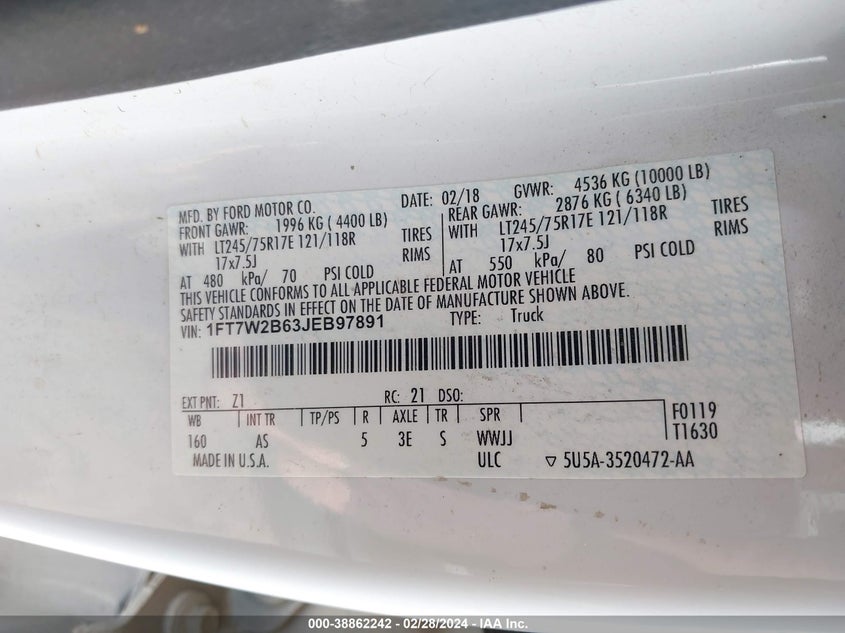 MFD. BY FORD MOTOR CO. DATE: 02/18 GVWR: 4536 KG (10000 LB)
FRONT GAWR: 1996 KG ( 4400 LB) REAR GAWR: 2876 KG ( 6340 LB)
WITH LT245/75R17E 121/118R TIRES WITH LT245/75R17E 121/118R TIRES
17x7.5J RIMS 17x7.5J RIMS
AT 480 kPa/ 70 PSI COLD AT 550 kPa/ 80 PSI COLD
THIS VEHICLE CONFORMS TO ALL APPLICABLE FEDERAL MOTOR VEHICLE
SAFETY STANDARDS IN EFFECT ON THE DATE OF MANUFACTURE SHOWN ABOVE.
VIN: 1FT7W2B63JEB97891 TYPE: Truck
EXT PNT: Z1 RC: 21 DSO:
WB INT TR TP/PS R AXLE TR SPR F0119
160 AS 5 3E S WWJJ T1630
MADE IN U.S.A. ULC ▽ 5U5A-3520472-AA
000-38862242 - 02/28/2024 - IAA Inc.